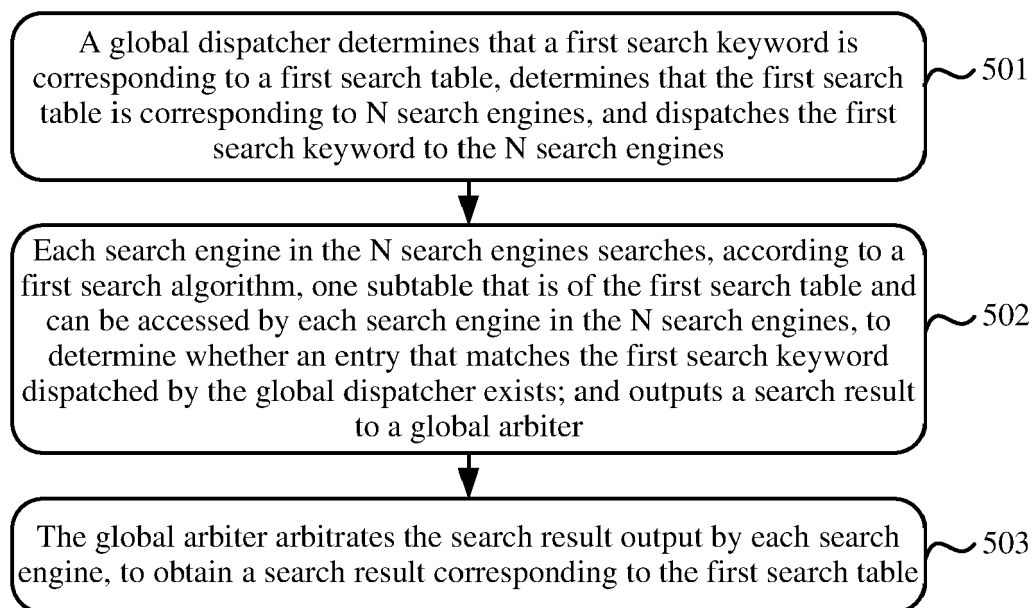 A global dispatcher determines that a first search keyword is
corresponding to a first search table, determines that the first search
table is corresponding to N search engines, and dispatches the first
search keyword to the N search engines
501
Each search engine in the N search engines searches, according to a
first search algorithm, one subtable that is of the first search table and
can be accessed by each search engine in the N search engines, to
determine whether an entry that matches the first search keyword
dispatched by the global dispatcher exists; and outputs a search result
to a global arbiter
502
The global arbiter arbitrates the search result output by each search
engine, to obtain a search result corresponding to the first search table
503